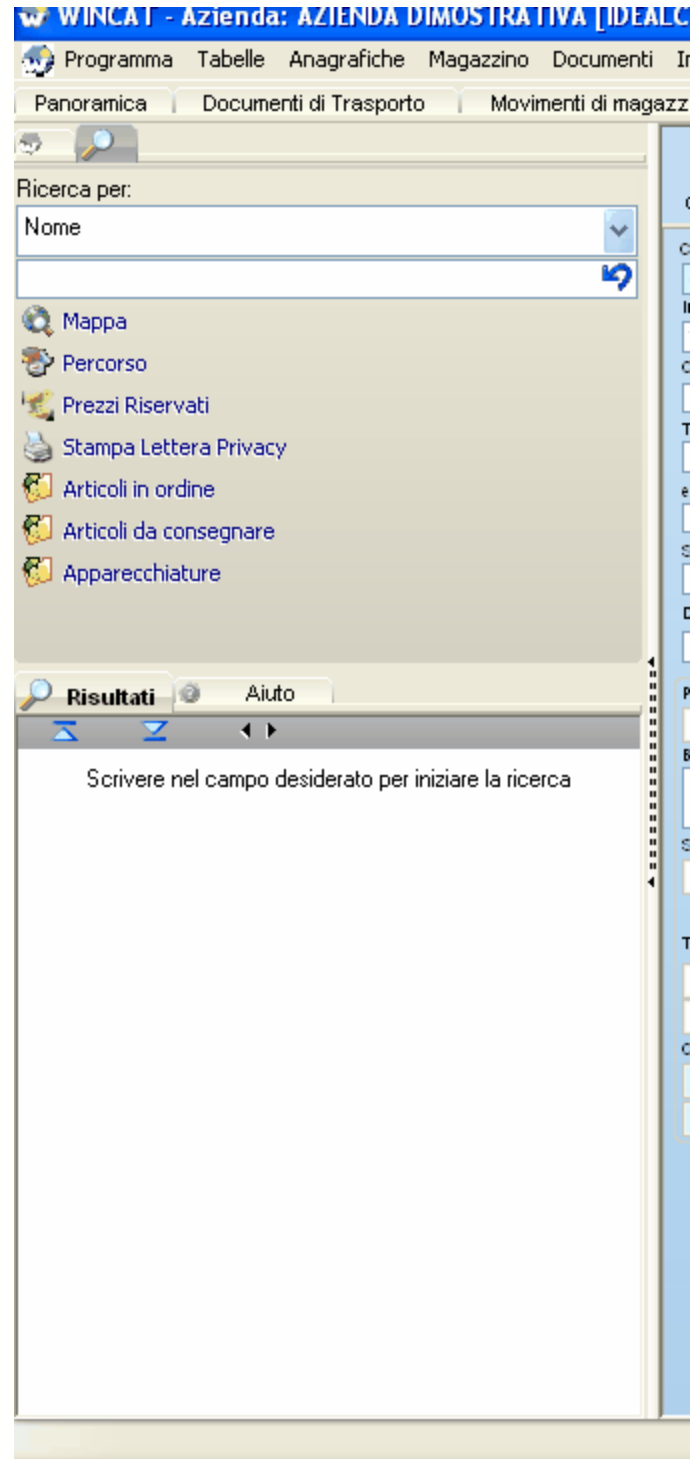 WINCAT - Azienda: AZIENDA DIMOSTRATIVA [IDEALC
Programma Tabelle Anagrafiche Magazzino Documenti
Panoramica Documenti di Trasporto Movimenti di magazz
Ricerca per:
Nome
Mappa
Percorso
Prezzi Riservati
Stampa Lettera Privacy
Articoli in ordine
Articoli da consegnare
Apparecchiature
Risultati Aiuto
Scrivere nel campo desiderato per iniziare la ricerca